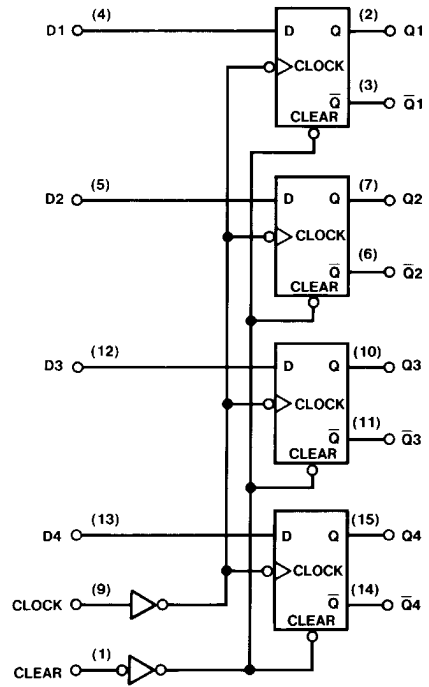 D1 (4) D Q (2) Q1
CLOCK
Q̅ (3) Q̅1
CLEAR
D2 (5) D Q (7) Q2
CLOCK
Q̅ (6) Q̅2
CLEAR
D3 (12) D Q (10) Q3
CLOCK
Q̅ (11) Q̅3
CLEAR
D4 (13) D Q (15) Q4
CLOCK
CLOCK (9) Q̅ (14) Q̅4
CLEAR
CLEAR (1)